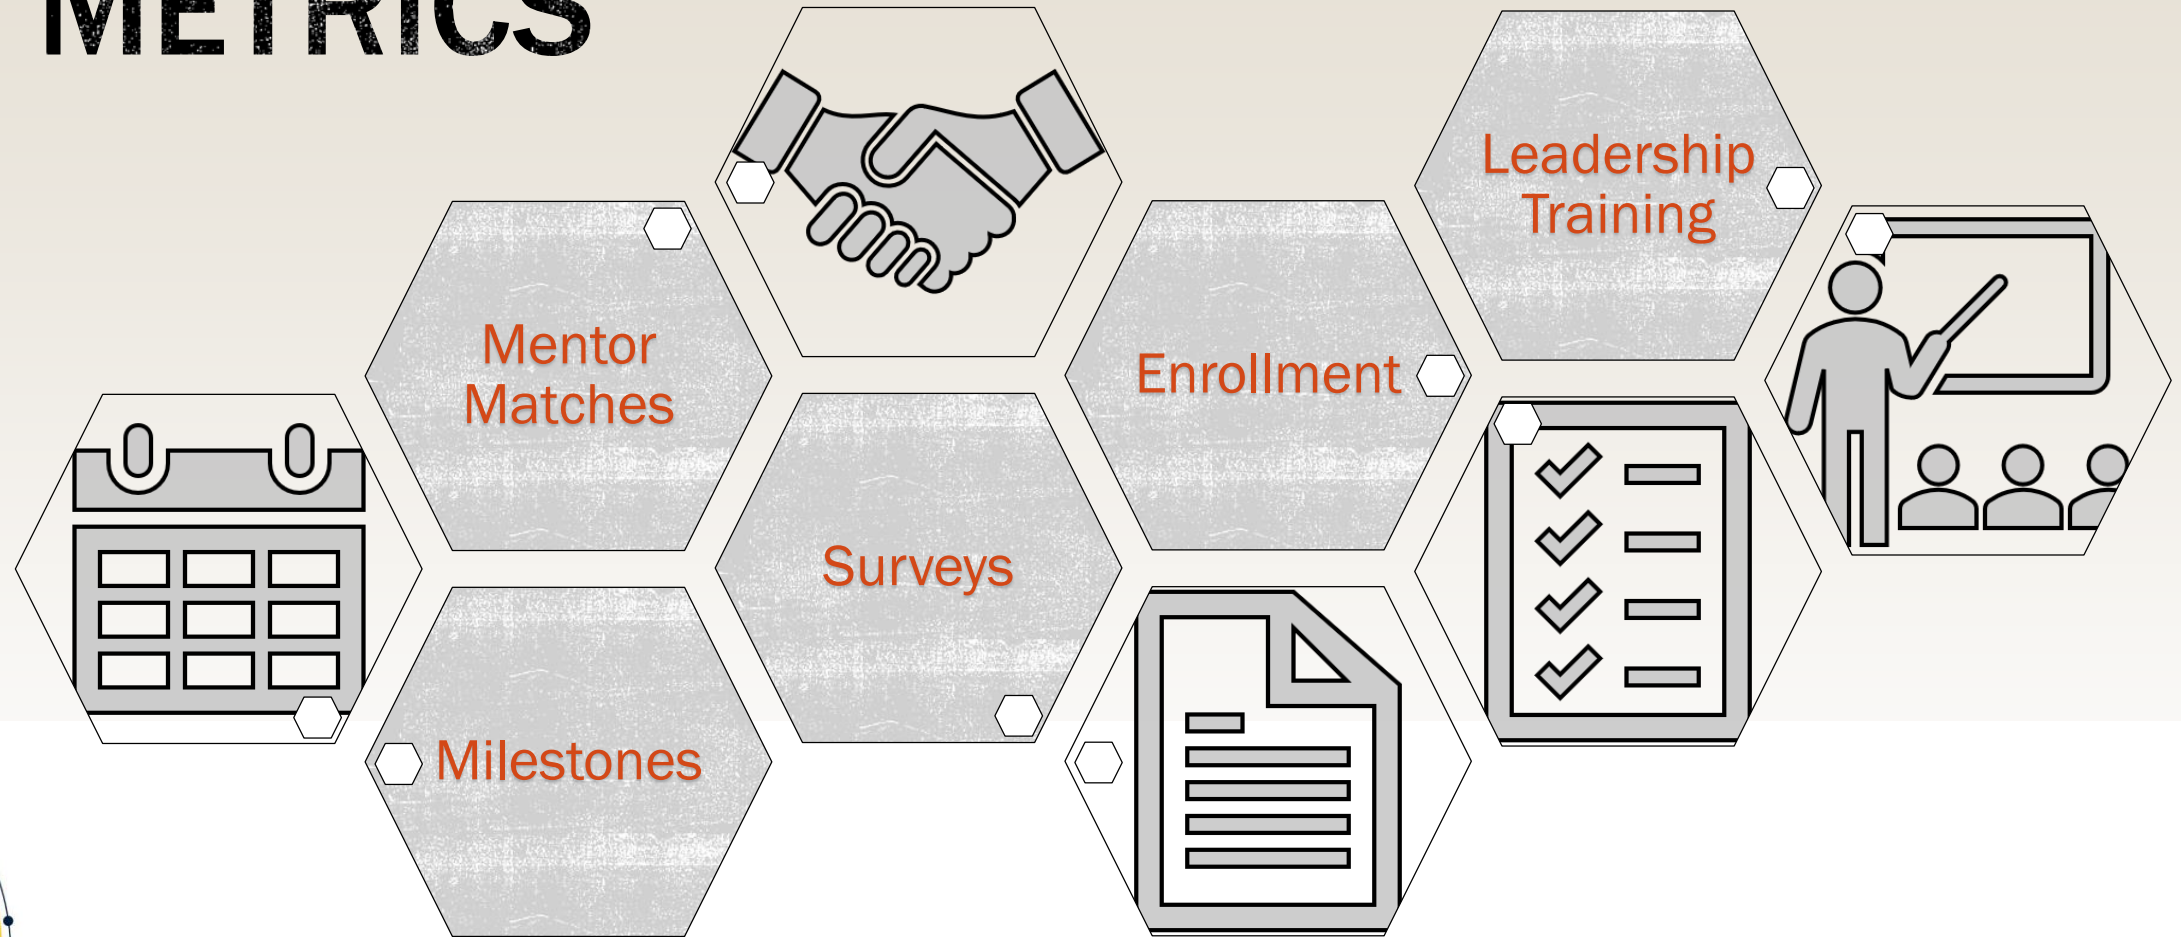 METRICS
Leadership
Training
Mentor
Matches
Enrollment
Surveys
Milestones